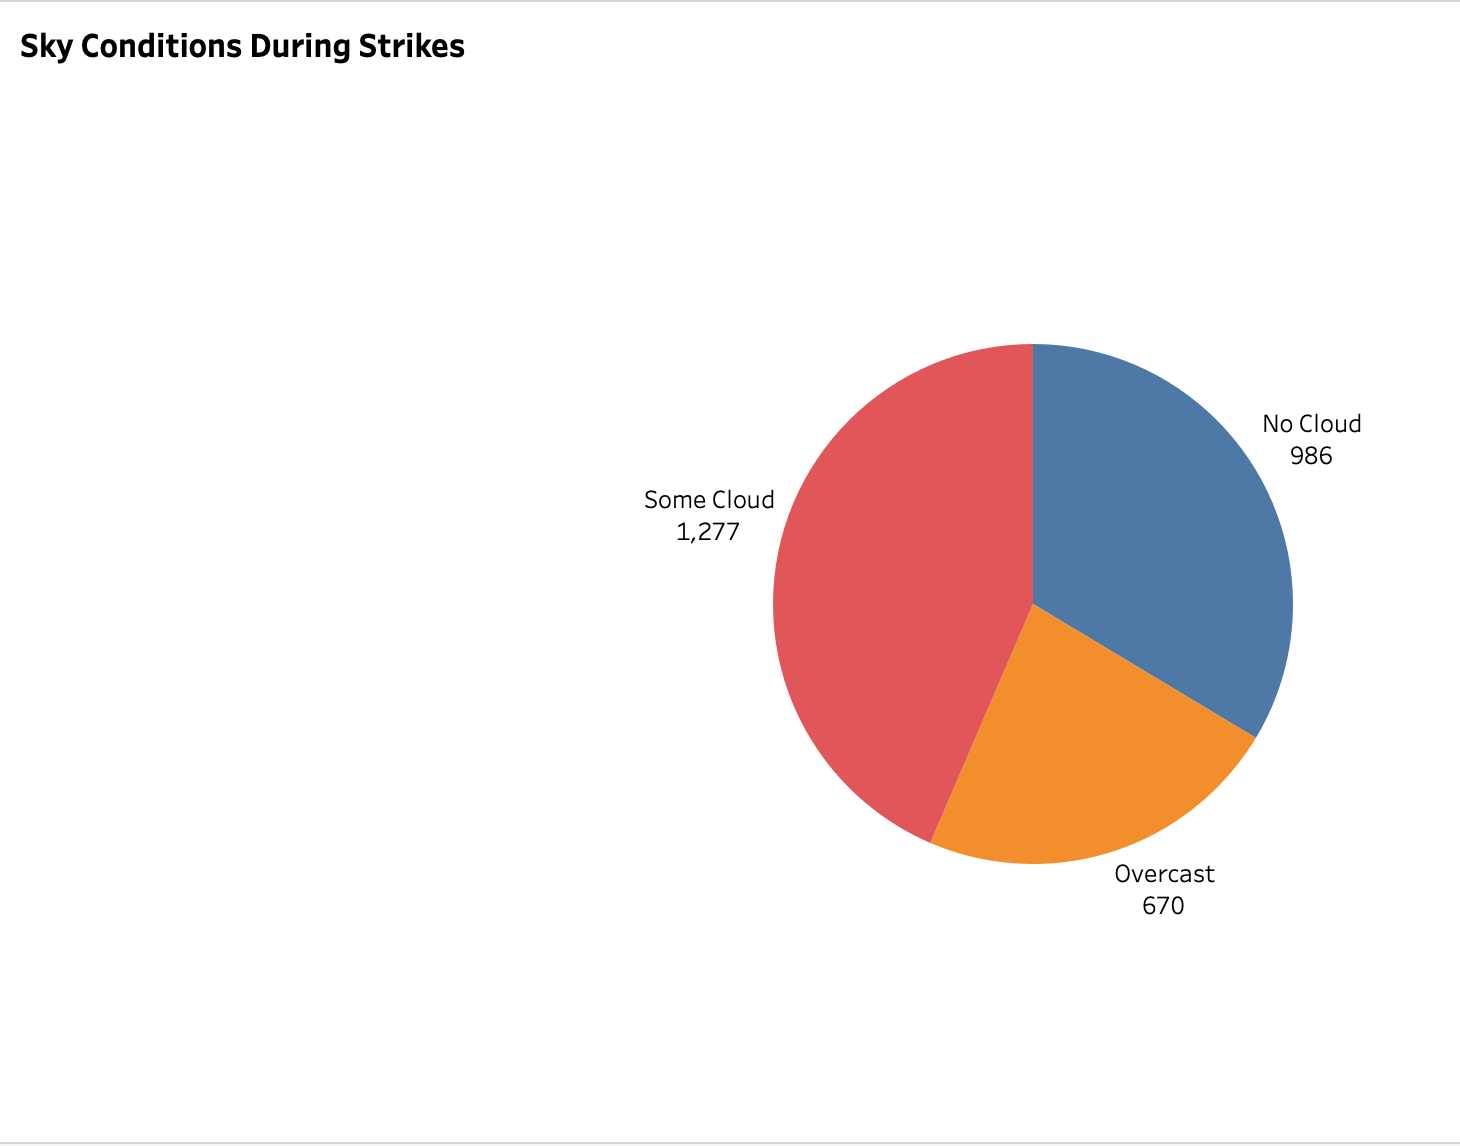 Sky Conditions During Strikes
No Cloud
986
Some Cloud
1,277
Overcast
670